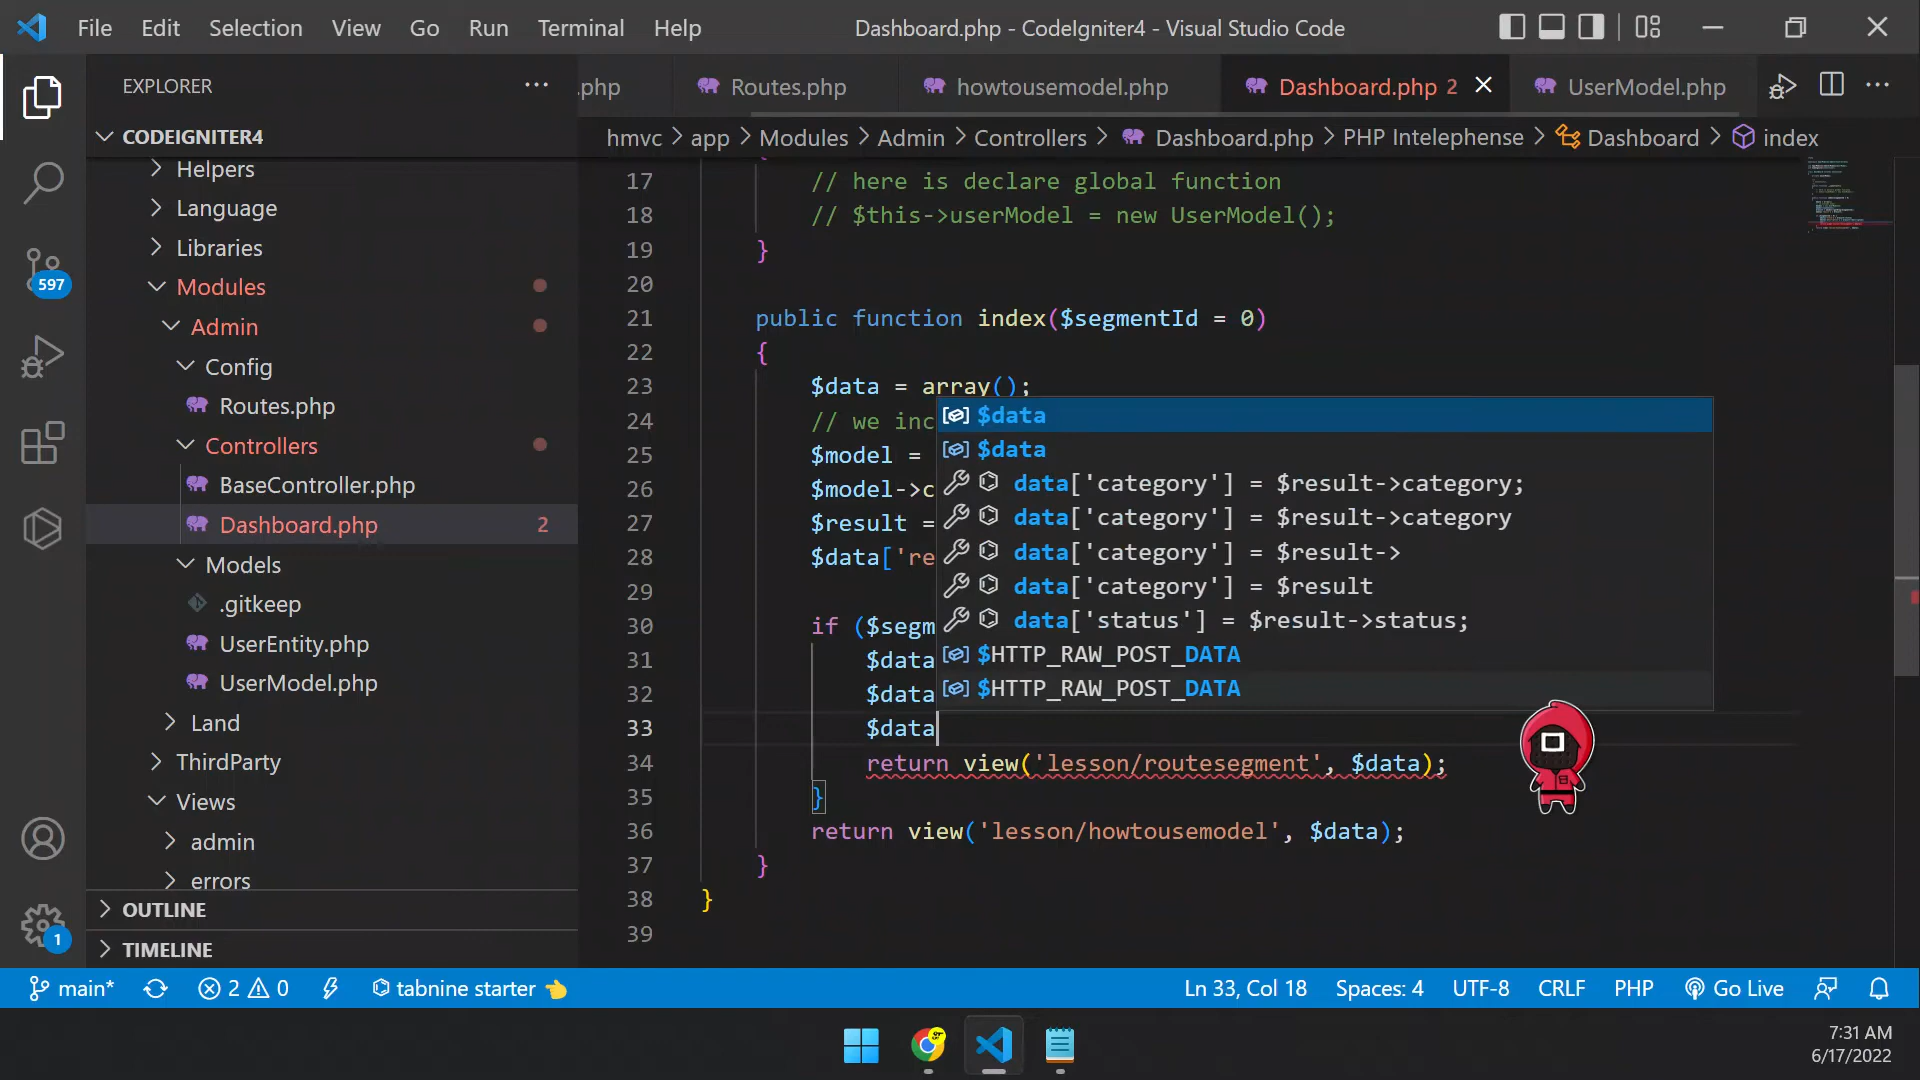 File Edit Selection View Go Run Terminal Help
Dashboard.php - CodeIgniter4 - Visual Studio Code
EXPLORER
.php
Routes.php
howtousemodel.php
Dashboard.php 2
UserModel.php
hmvc > app > Modules > Admin > Controllers > Dashboard.php > PHP Intelephense > Dashboard > index
CODEIGNITER4
Helpers
Language
Libraries
Modules
Admin
Config
Routes.php
Controllers
BaseController.php
Dashboard.php 2
Models
.gitkeep
UserEntity.php
UserModel.php
Land
ThirdParty
Views
admin
errors
OUTLINE
TIMELINE
597
1
17 // here is declare global function
18 // $this->userModel = new UserModel();
19 }
20
21 public function index($segmentId = 0)
22 {
23 $data = array();
24 // we inc
25 $model =
26 $model->c
27 $result =
28 $data['re
29
30 if ($segm
31 $data
32 $data
33 $data
34 return view('lesson/routesegment', $data);
35 }
36 return view('lesson/howtousemodel', $data);
37 }
38 }
39
$data
$data
data['category'] = $result->category;
data['category'] = $result->category
data['category'] = $result->
data['category'] = $result
data['status'] = $result->status;
$HTTP_RAW_POST_DATA
$HTTP_RAW_POST_DATA
main* 2 0 tabnine starter
Ln 33, Col 18 Spaces: 4 UTF-8 CRLF PHP Go Live
7:31 AM
6/17/2022